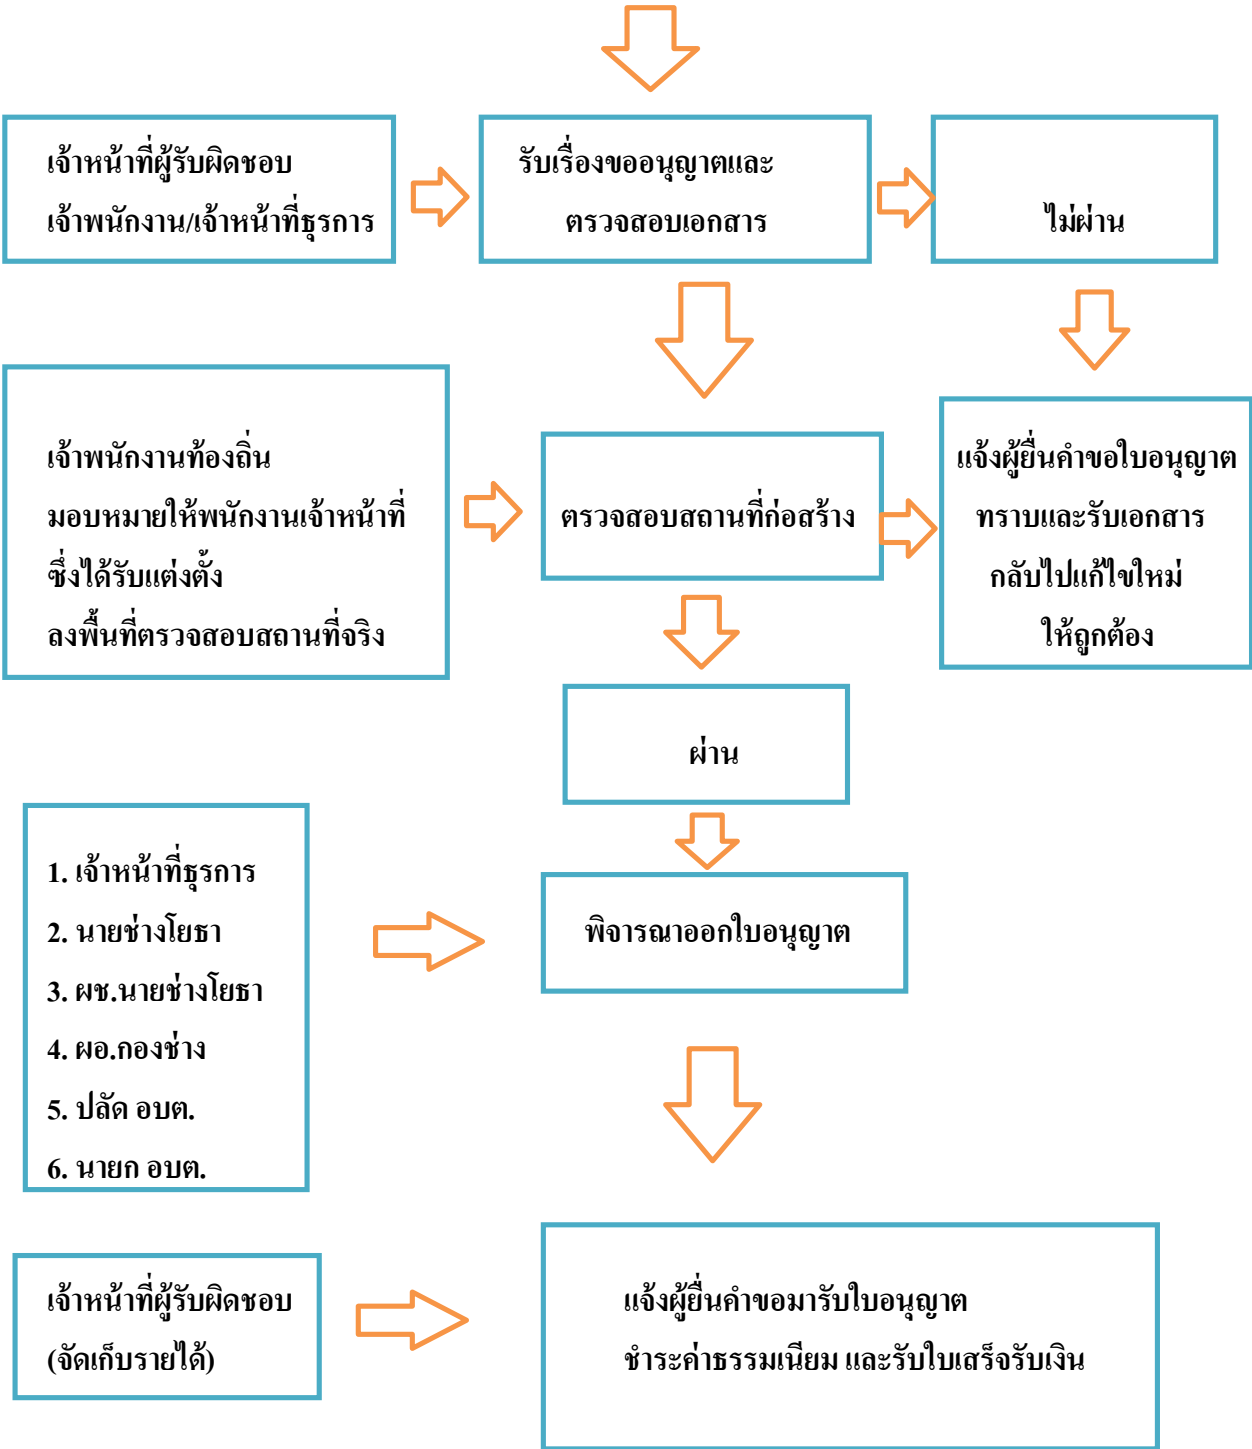 เจ้าหน้าที่ผู้รับผิดชอบ
เจ้าพนักงาน/เจ้าหน้าที่ธุรการ
รับเรื่องขออนุญาตและ
ตรวจสอบเอกสาร
ไม่ผ่าน
เจ้าพนักงานท้องถิ่น
มอบหมายให้พนักงานเจ้าหน้าที่
ซึ่งได้รับแต่งตั้ง
ลงพื้นที่ตรวจสอบสถานที่จริง
ตรวจสอบสถานที่ก่อสร้าง
แจ้งผู้ยื่นคำขอใบอนุญาต
ทราบและรับเอกสาร
กลับไปแก้ไขใหม่
ให้ถูกต้อง
ผ่าน
1. เจ้าหน้าที่ธุรการ
2. นายช่างโยธา
3. ผช.นายช่างโยธา
4. ผอ.กองช่าง
5. ปลัด อบต.
6. นายก อบต.
พิจารณาออกใบอนุญาต
เจ้าหน้าที่ผู้รับผิดชอบ
(จัดเก็บรายได้)
แจ้งผู้ยื่นคำขอมารับใบอนุญาต
ชำระค่าธรรมเนียม และรับใบเสร็จรับเงิน